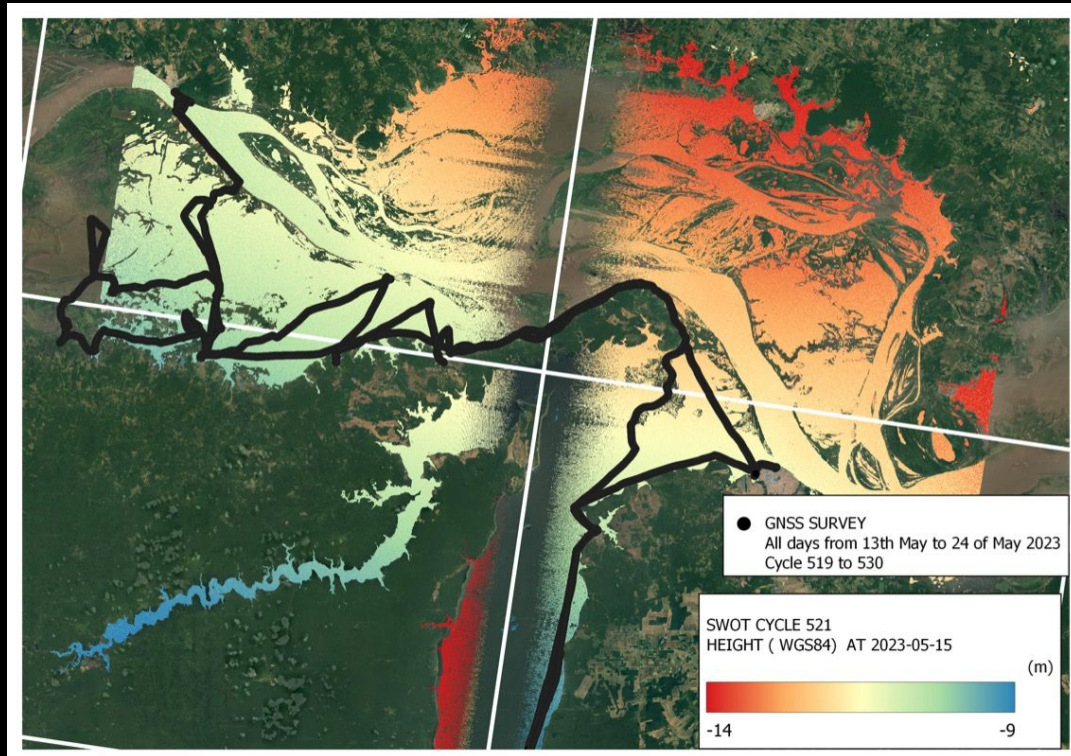 GNSS SURVEY
All days from 13th May to 24 of May 2023
Cycle 519 to 530
SWOT CYCLE 521
HEIGHT ( WGS84) AT 2023-05-15
(m)
-14 -9